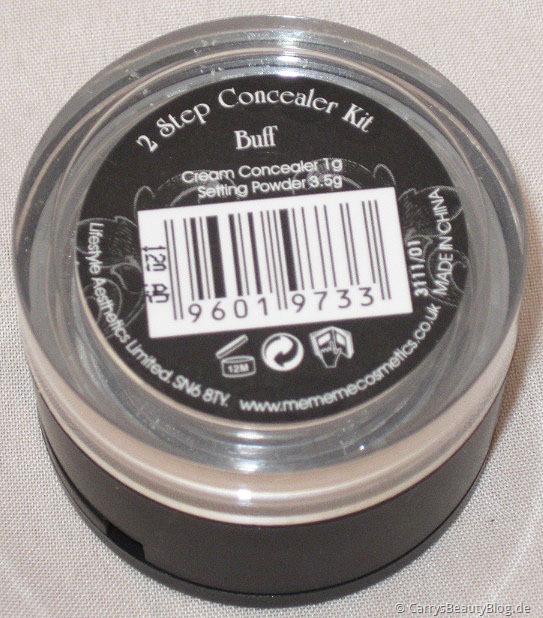 2 Step Concealer Kit
Buff
Cream Concealer 1g
Setting Powder 3.5g
9601 9733
12M
Lifestyle Aesthetics Limited. SN6 8TY. www.mememecosmetics.co.uk
3111/01
MADE IN CHINA
© CarrysBeautyBlog.de